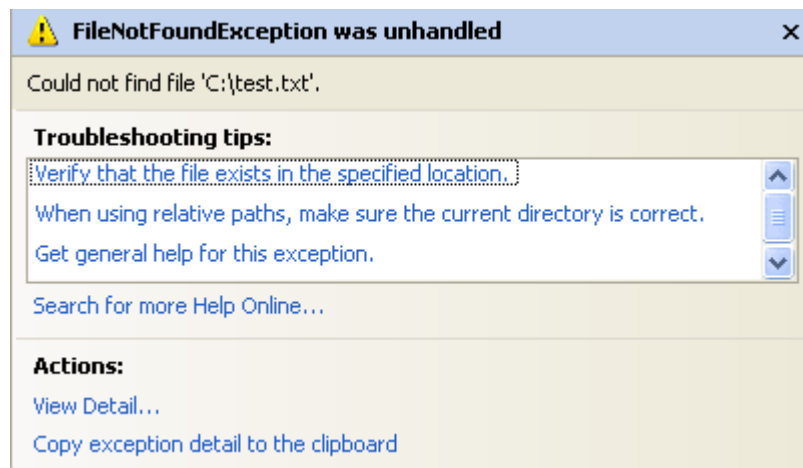 FileNotFoundException was unhandled
Could not find file 'C:\test.txt'.
Troubleshooting tips:
Verify that the file exists in the specified location.
When using relative paths, make sure the current directory is correct.
Get general help for this exception.
Search for more Help Online...
Actions:
View Detail...
Copy exception detail to the clipboard